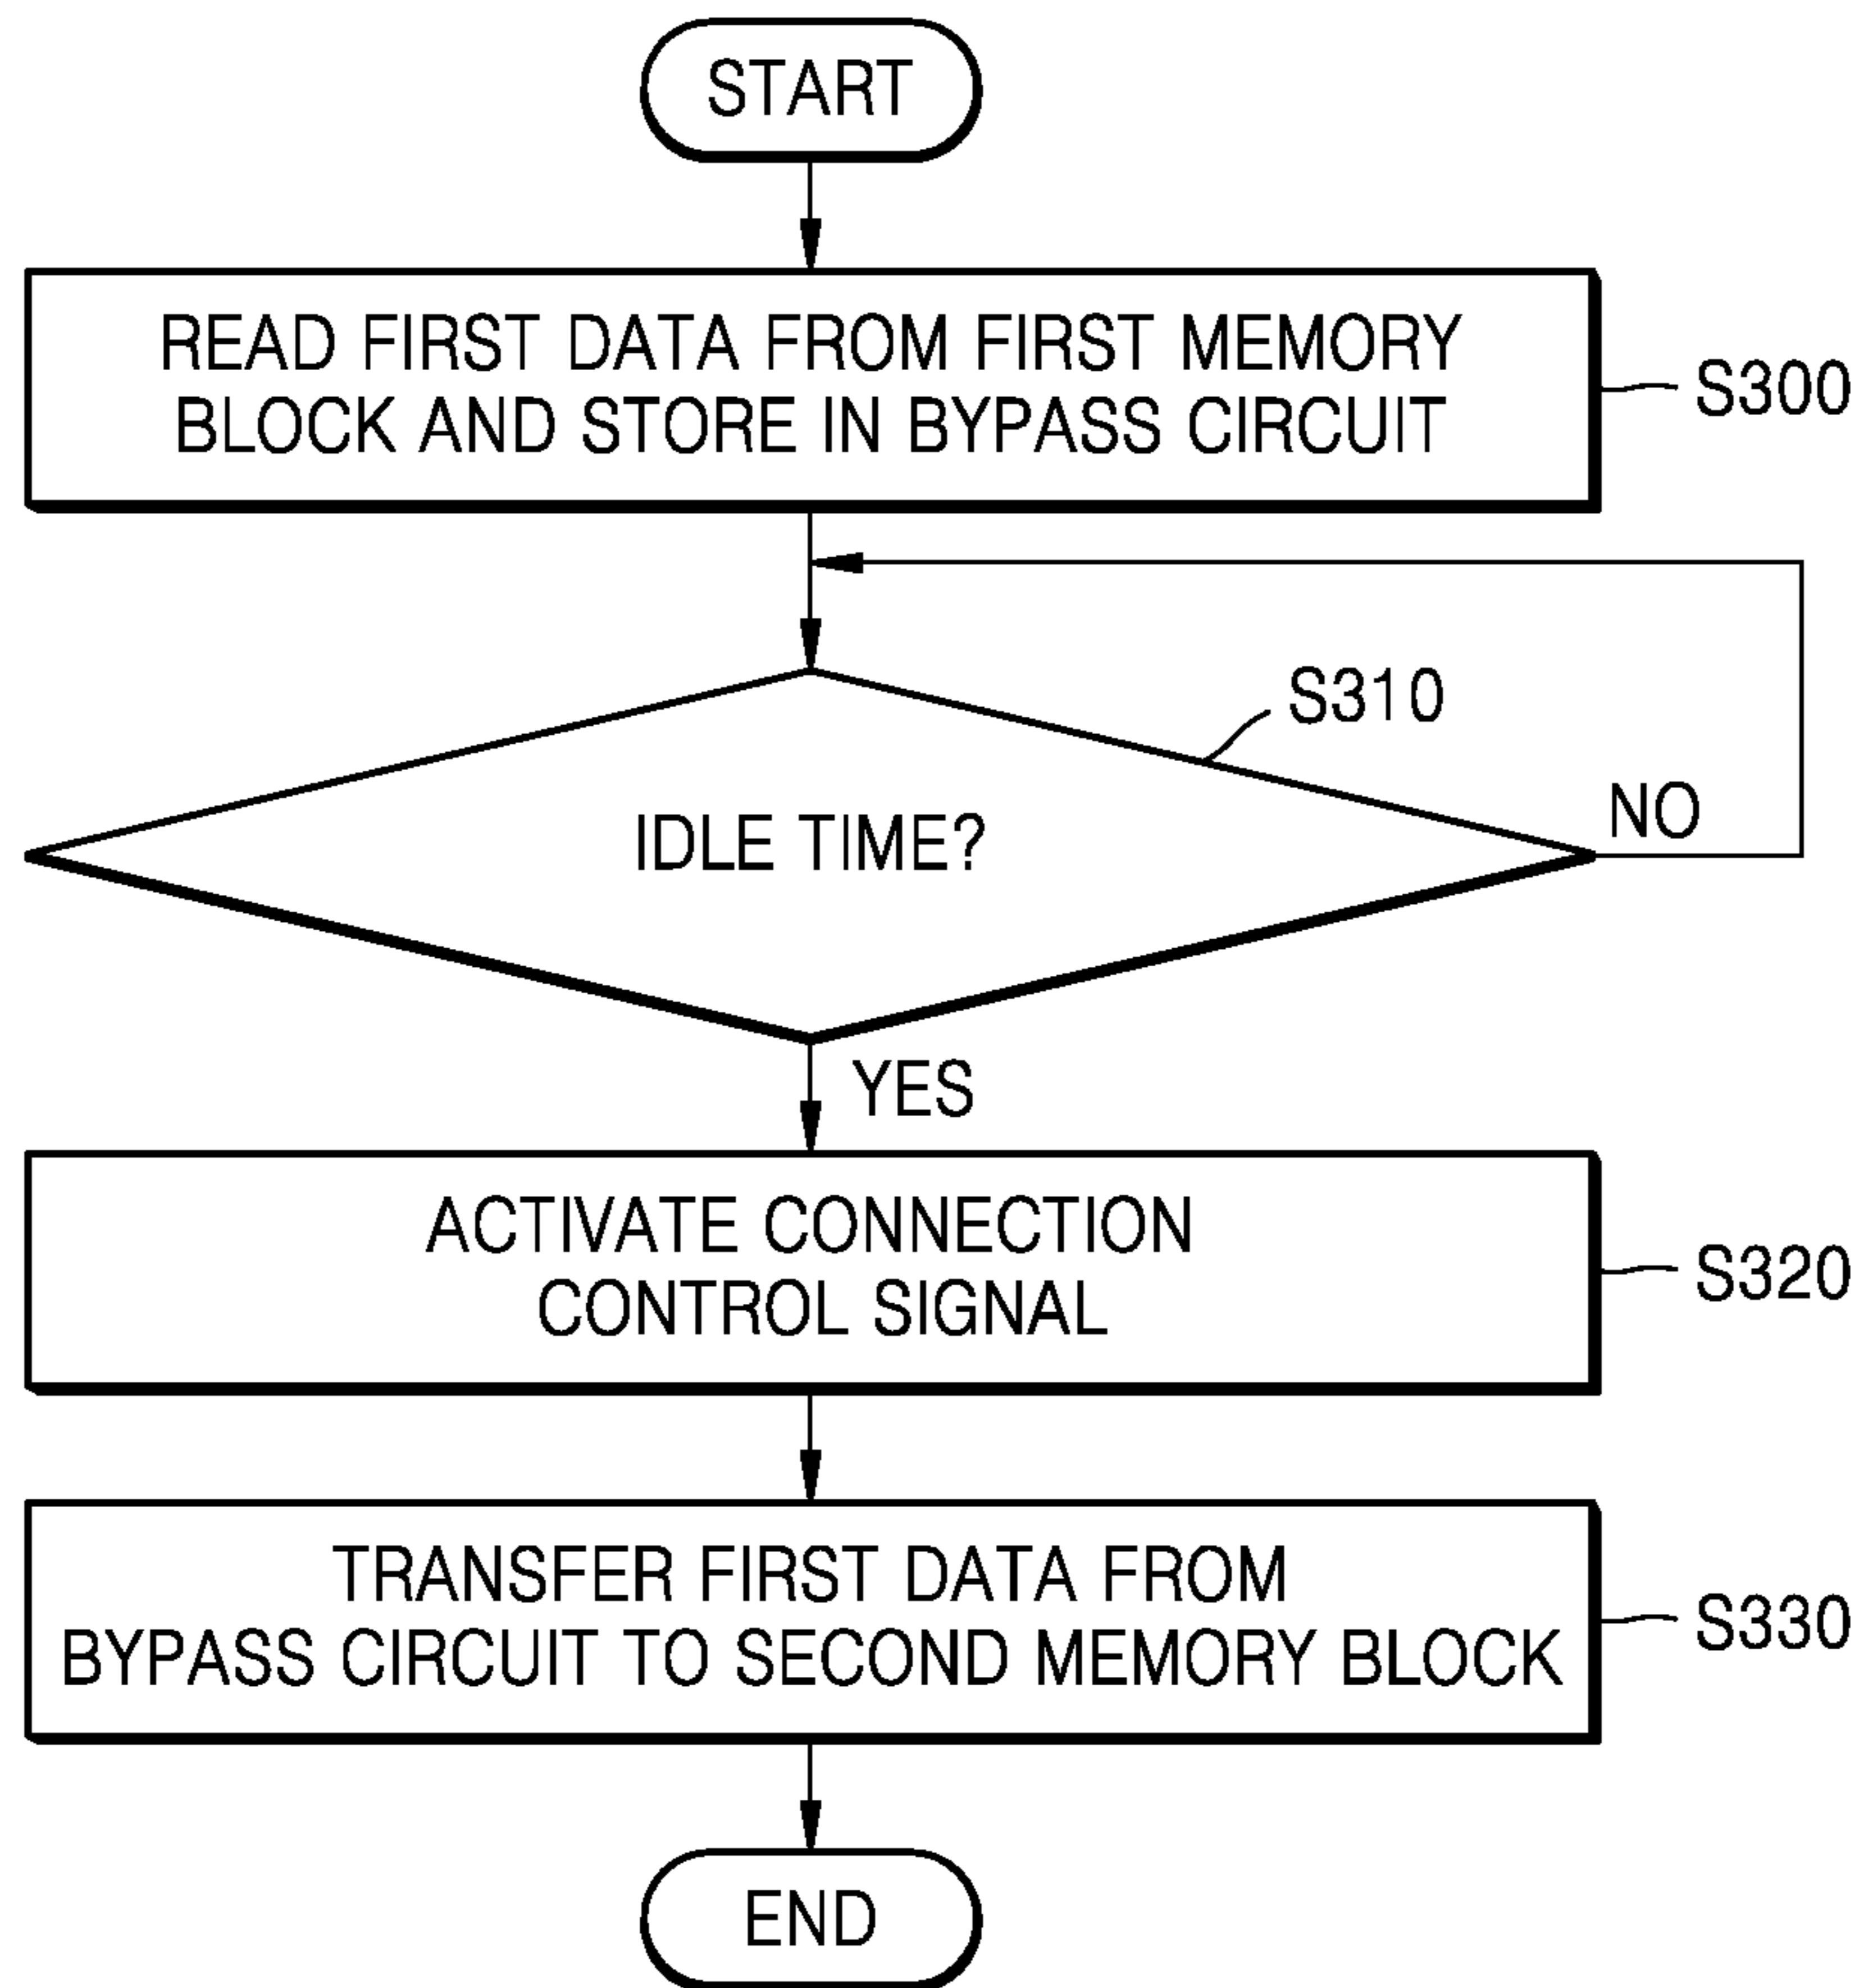 START
READ FIRST DATA FROM FIRST MEMORY
BLOCK AND STORE IN BYPASS CIRCUIT
S300
S310
IDLE TIME?
NO
YES
ACTIVATE CONNECTION
CONTROL SIGNAL
S320
TRANSFER FIRST DATA FROM
BYPASS CIRCUIT TO SECOND MEMORY BLOCK
S330
END